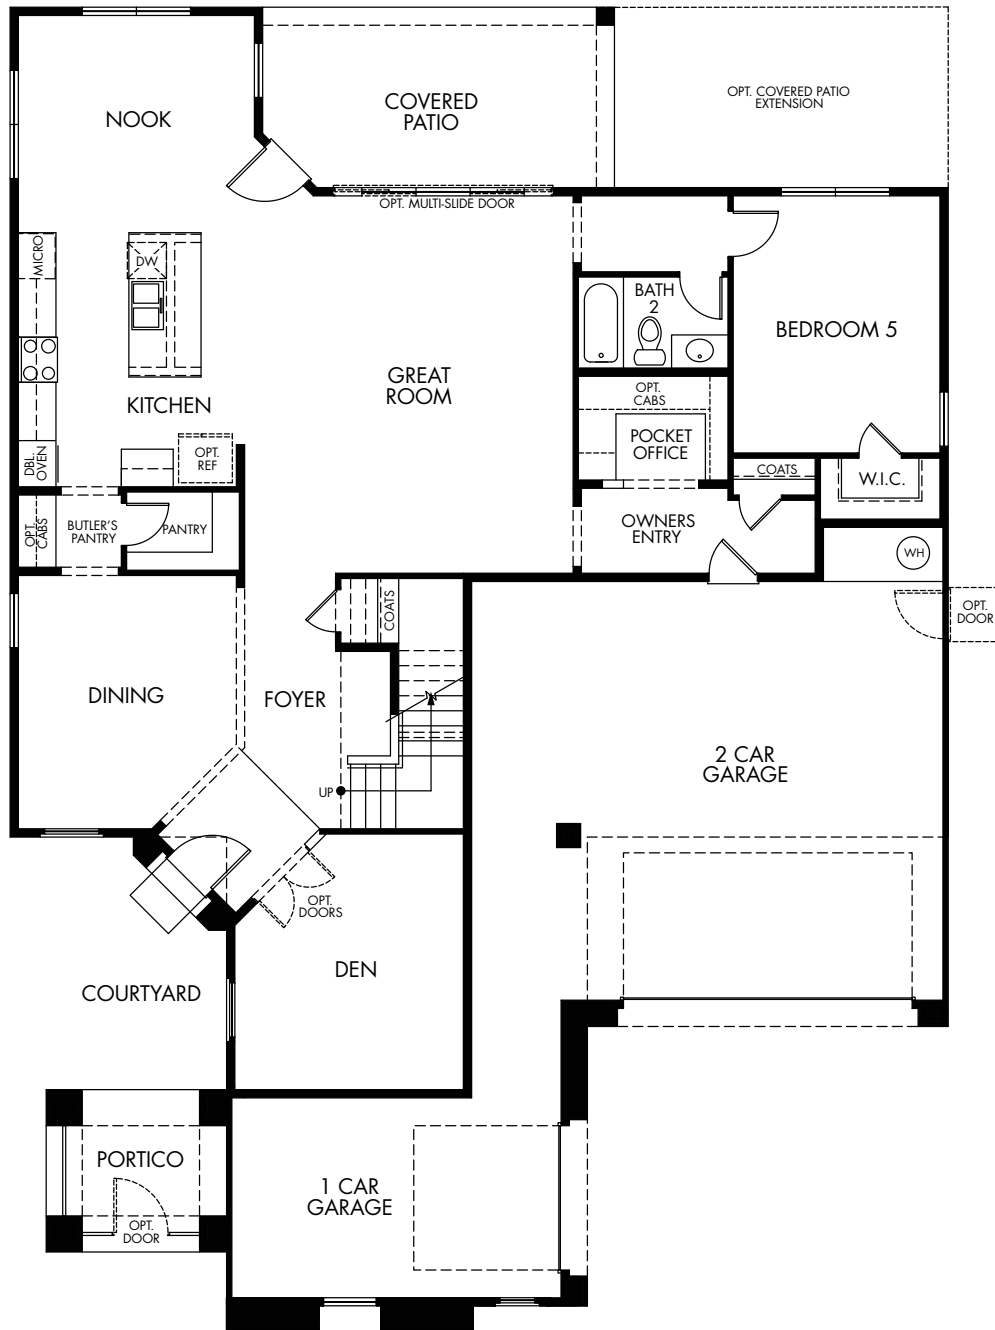 NOOK
COVERED
PATIO
OPT. COVERED PATIO
EXTENSION
OPT. MULTI-SLIDE DOOR
MICRO
DW
BATH
2
BEDROOM 5
GREAT
ROOM
KITCHEN
OPT.
CABS
POCKET
OFFICE
DBL.
OVEN
OPT.
REF
COATS
W.I.C.
OPT.
CABS
BUTLER'S
PANTRY
PANTRY
OWNERS
ENTRY
WH
COATS
OPT.
DOOR
DINING
FOYER
2 CAR
GARAGE
UP
OPT.
DOORS
DEN
COURTYARD
PORTICO
OPT.
DOOR
1 CAR
GARAGE